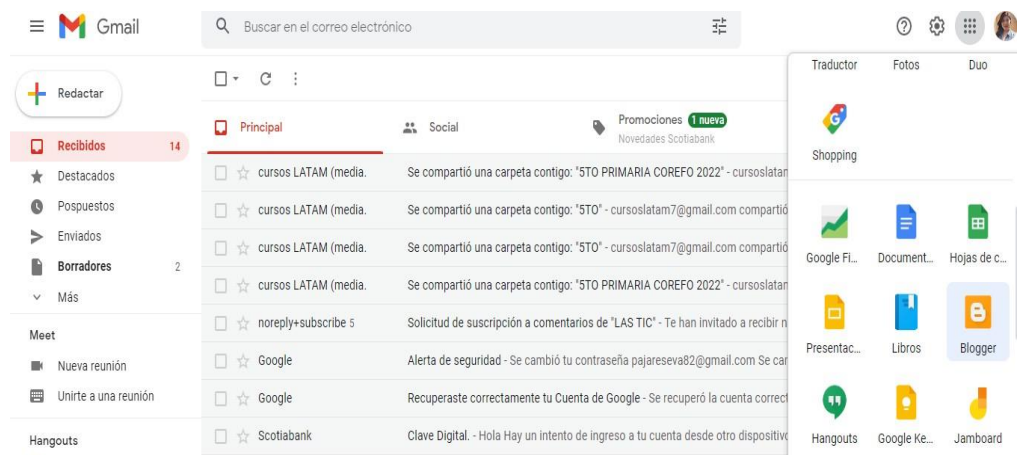 Gmail
Buscar en el correo electrónico
Redactar
Recibidos 14
Destacados
Pospuestos
Enviados
Borradores 2
Más
Meet
Nueva reunión
Unirte a una reunión
Hangouts
Principal
Social
Promociones 1 nueva
Novedades Scotiabank
cursos LATAM (media. Se compartió una carpeta contigo: "5TO PRIMARIA COREFO 2022" - cursoslatam
cursos LATAM (media. Se compartió una carpeta contigo: "5TO" - cursoslatam7@gmail.com compartió
cursos LATAM (media. Se compartió una carpeta contigo: "5TO" - cursoslatam7@gmail.com compartió
cursos LATAM (media. Se compartió una carpeta contigo: "5TO PRIMARIA COREFO 2022" - cursoslatam
noreply+subscribe 5 Solicitud de suscripción a comentarios de "LAS TIC" - Te han invitado a recibir n
Google Alerta de seguridad - Se cambió tu contraseña pajareseva82@gmail.com Se car
Google Recuperaste correctamente tu Cuenta de Google - Se recuperó la cuenta correct
Scotiabank Clave Digital. - Hola Hay un intento de ingreso a tu cuenta desde otro dispositivo
Traductor Fotos Duo
Shopping
Google Fi... Document... Hojas de c...
Presentac... Libros Blogger
Hangouts Google Ke... Jamboard